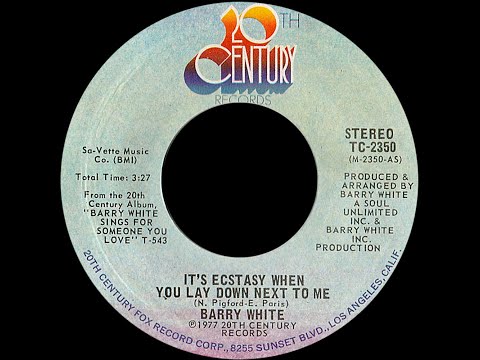 20TH
CENTURY
RECORDS
Sa-Vette Music
Co. (BMI)
Total Time: 3:27
From the 20th
Century Album,
"BARRY WHITE
SINGS FOR
SOMEONE YOU
LOVE" T-543
STEREO
TC-2350
(M-2350-AS)
PRODUCED &
ARRANGED BY
BARRY WHITE
A SOUL
UNLIMITED
INC. &
BARRY WHITE
INC.
PRODUCTION
IT'S ECSTASY WHEN
YOU LAY DOWN NEXT TO ME
(N. Pigford-E. Paris)
BARRY WHITE
℗©1977 20TH CENTURY
RECORDS
20TH CENTURY FOX RECORD CORP., 8255 SUNSET BLVD., LOS ANGELES, CALIF.